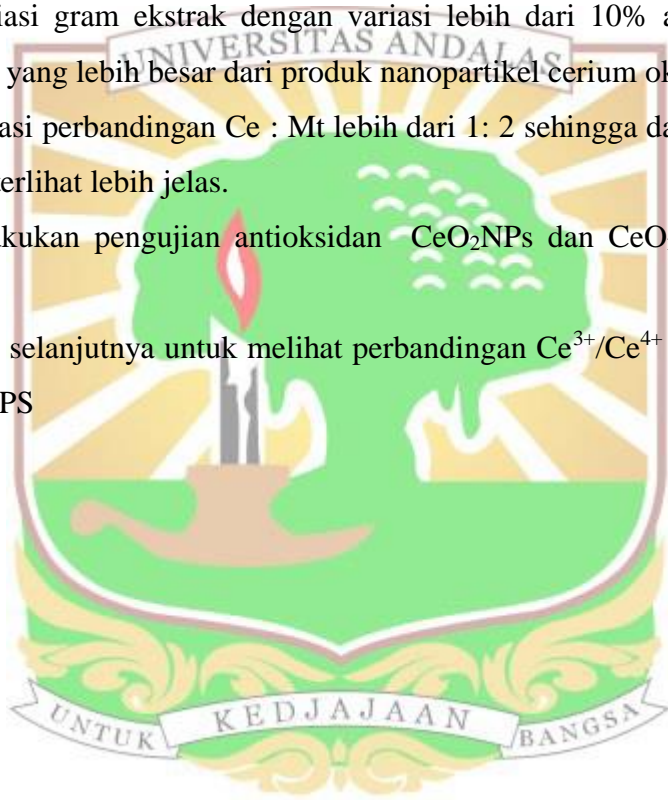 iasi gram ekstrak dengan variasi lebih dari 10% a
UNIVERSITAS ANDALAS
yang lebih besar dari produk nanopartikel cerium ok
asi perbandingan Ce : Mt lebih dari 1: 2 sehingga da
terlihat lebih jelas.
akukan pengujian antioksidan CeO₂NPs dan CeO
selanjutnya untuk melihat perbandingan Ce³⁺/Ce⁴⁺
PS
UNTUK KEDJAJAAN BANGSA